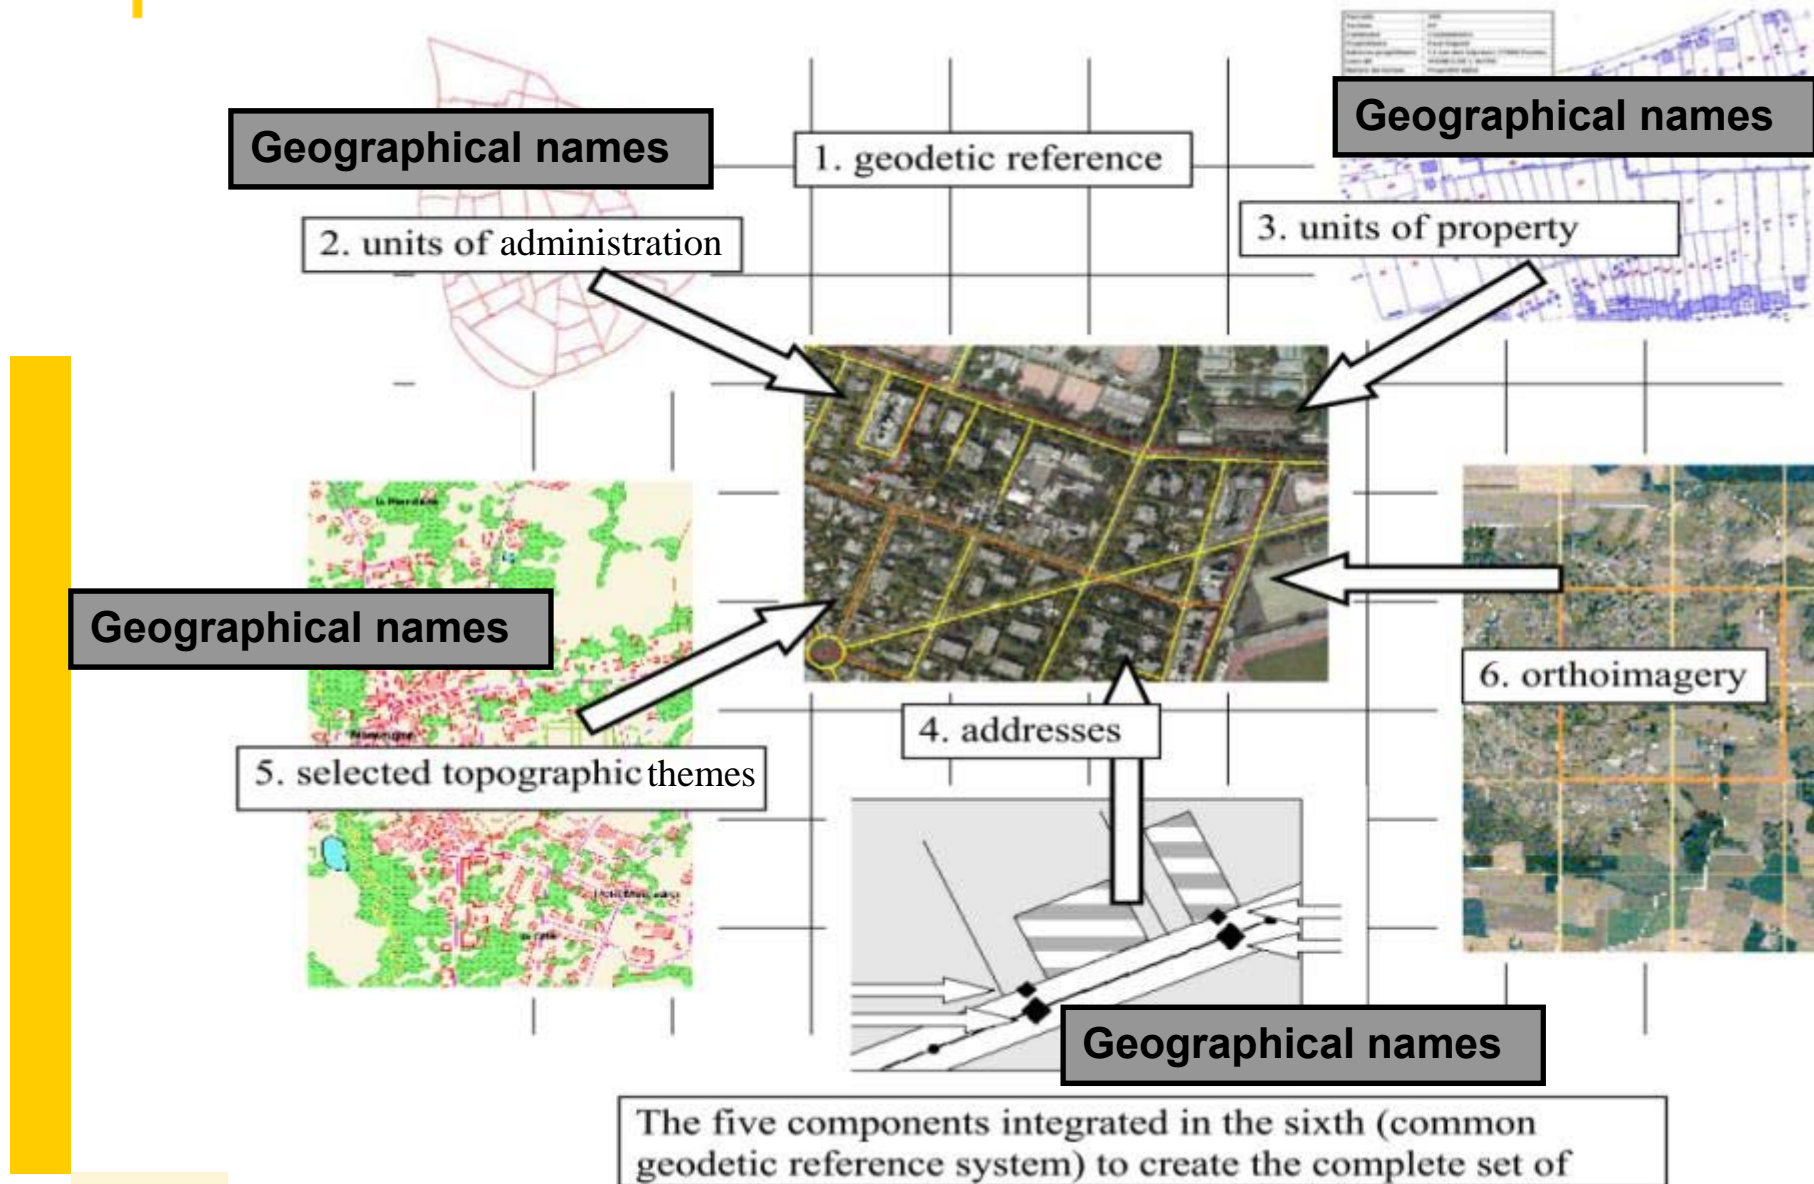 Geographical names
Geographical names
1. geodetic reference
2. units of administration
3. units of property
Geographical names
6. orthoimagery
4. addresses
5. selected topographic themes
Geographical names
The five components integrated in the sixth (common
geodetic reference system) to create the complete set of